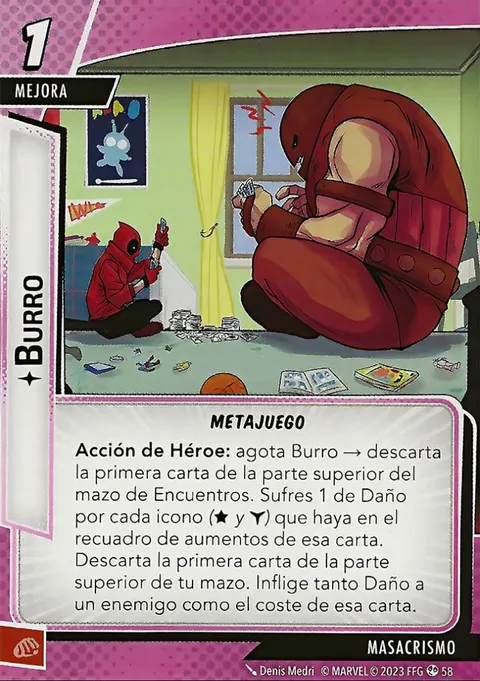 1
MEJORA
BURRO
METAJUEGO
Acción de Héroe: agota Burro → descarta
la primera carta de la parte superior del
mazo de Encuentros. Sufres 1 de Daño
por cada icono (★ y ) que haya en el
recuadro de aumentos de esa carta.
Descarta la primera carta de la parte
superior de tu mazo. Inflige tanto Daño a
un enemigo como el coste de esa carta.
MASACRISMO
Denis Medri © MARVEL © 2023 FFG 58